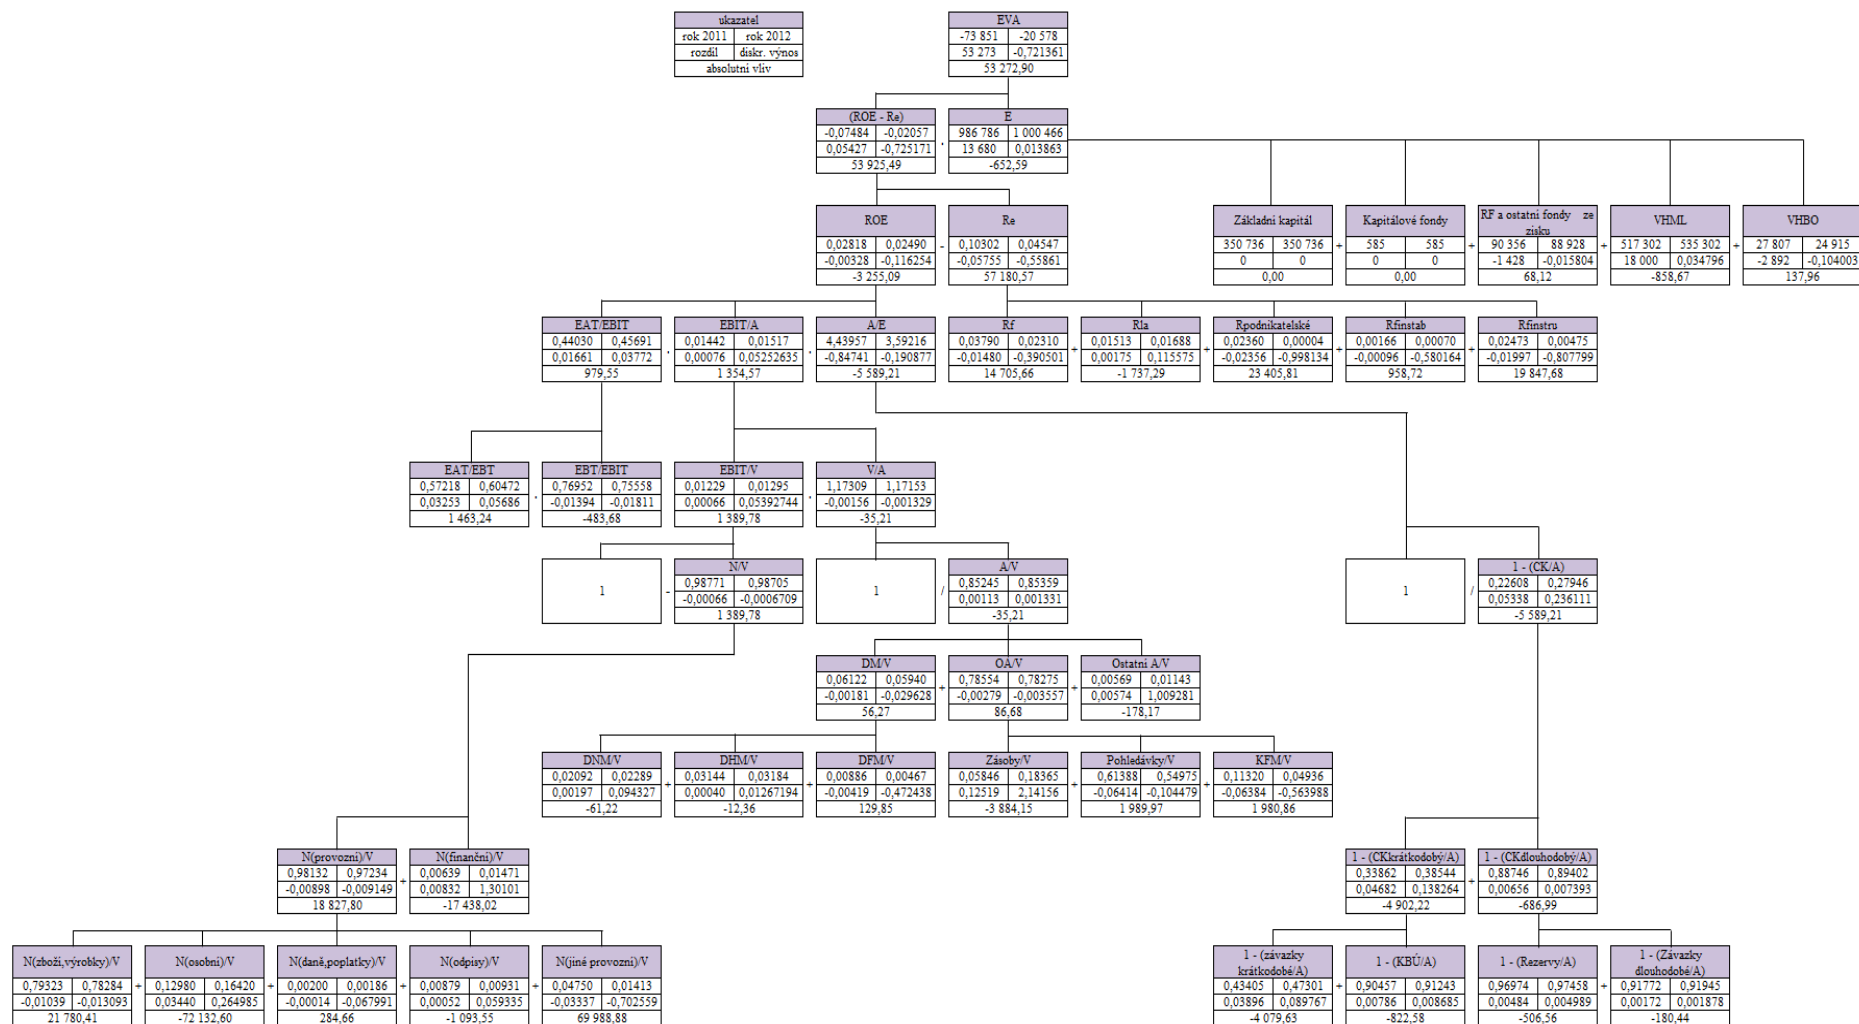 ukazatel
rok 2011 rok 2012
rozdíl diskr. výnos
absolutní vliv
EVA
-73 851 -20 578
53 273 -0,721361
53 272,90
(ROE - Re)
-0,07484 -0,02057
0,05427 -0,725171
53 925,49
.
E
986 786 1 000 466
13 680 0,013863
-652,59
ROE
0,02818 0,02490
-0,00328 -0,116254
-3 255,09
-
Re
0,10302 0,04547
-0,05755 -0,55861
57 180,57
Základní kapitál
350 736 350 736
0 0
0,00
+
Kapitálové fondy
585 585
0 0
0,00
+
RF a ostatní fondy ze
zisku
90 356 88 928
-1 428 -0,015804
68,12
+
VHML
517 302 535 302
18 000 0,034796
-858,67
+
VHBO
27 807 24 915
-2 892 -0,104003
137,96
EAT/EBIT
0,44030 0,45691
0,01661 0,03772
979,55
.
EBIT/A
0,01442 0,01517
0,00076 0,05252635
1 354,57
.
A/E
4,43957 3,59216
-0,84741 -0,190877
-5 589,21
Rf
0,03790 0,02310
-0,01480 -0,390501
14 705,66
+
Rla
0,01513 0,01688
0,00175 0,115575
-1 737,29
+
Rpodnikatelské
0,02360 0,00004
-0,02356 -0,998134
23 405,81
+
Rfinstab
0,00166 0,00070
-0,00096 -0,580164
958,72
+
Rfinstru
0,02473 0,00475
-0,01997 -0,807799
19 847,68
EAT/EBT
0,57218 0,60472
0,03253 0,05686
1 463,24
.
EBT/EBIT
0,76952 0,75558
-0,01394 -0,01811
-483,68
EBIT/V
0,01229 0,01295
0,00066 0,05392744
1 389,78
.
V/A
1,17309 1,17153
-0,00156 -0,001329
-35,21
1
-
N/V
0,98771 0,98705
-0,00066 -0,0006709
1 389,78
1
/
A/V
0,85245 0,85359
0,00113 0,001331
-35,21
1
/
1 - (CK/A)
0,22608 0,27946
0,05338 0,236111
-5 589,21
DM/V
0,06122 0,05940
-0,00181 -0,029628
56,27
+
OA/V
0,78554 0,78275
-0,00279 -0,003557
86,68
+
Ostatní A/V
0,00569 0,01143
0,00574 1,009281
-178,17
DNM/V
0,02092 0,02289
0,00197 0,094327
-61,22
+
DHM/V
0,03144 0,03184
0,00040 0,01267194
-12,36
+
DFM/V
0,00886 0,00467
-0,00419 -0,472438
129,85
Zásoby/V
0,05846 0,18365
0,12519 2,14156
-3 884,15
+
Pohledávky/V
0,61388 0,54975
-0,06414 -0,104479
1 989,97
+
KFM/V
0,11320 0,04936
-0,06384 -0,563988
1 980,86
N(provozní)/V
0,98132 0,97234
-0,00898 -0,009149
18 827,80
+
N(finanční)/V
0,00639 0,01471
0,00832 1,30101
-17 438,02
1 - (CKkrátkodobý/A)
0,33862 0,38544
0,04682 0,138264
-4 902,22
+
1 - (CKdlouhodobý/A)
0,88746 0,89402
0,00656 0,007393
-686,99
N(zboží,výrobky)/V
0,79323 0,78284
-0,01039 -0,013093
21 780,41
+
N(osobní)/V
0,12980 0,16420
0,03440 0,264985
-72 132,60
+
N(daně,poplatky)/V
0,00200 0,00186
-0,00014 -0,067991
284,66
+
N(odpisy)/V
0,00879 0,00931
0,00052 0,059335
-1 093,55
+
N(jiné provozní)/V
0,04750 0,01413
-0,03337 -0,702559
69 988,88
1 - (závazky
krátkodobé/A)
0,43405 0,47301
0,03896 0,089767
-4 079,63
+
1 - (KBÚ/A)
0,90457 0,91243
0,00786 0,008685
-822,58
1 - (Rezervy/A)
0,96974 0,97458
0,00484 0,004989
-506,56
+
1 - (Závazky
dlouhodobé/A)
0,91772 0,91945
0,00172 0,001878
-180,44